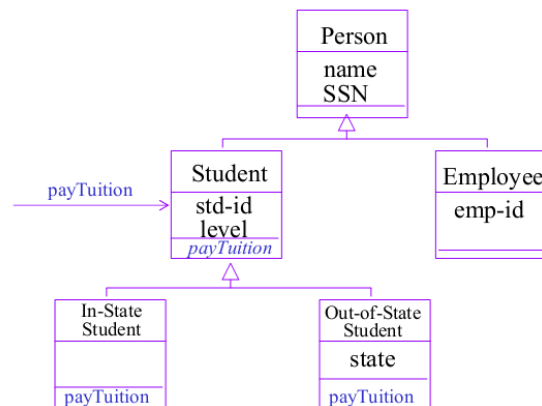 Person
name
SSN
Student
Employee
payTuition
std-id
emp-id
level
payTuition
In-State
Student
Out-of-State
Student
state
payTuition
payTuition